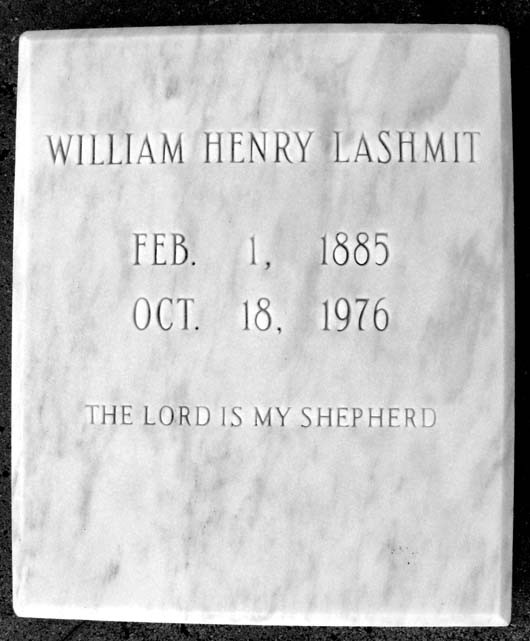 WILLIAM HENRY LASHMIT
FEB. 1, 1885
OCT. 18, 1976
THE LORD IS MY SHEPHERD